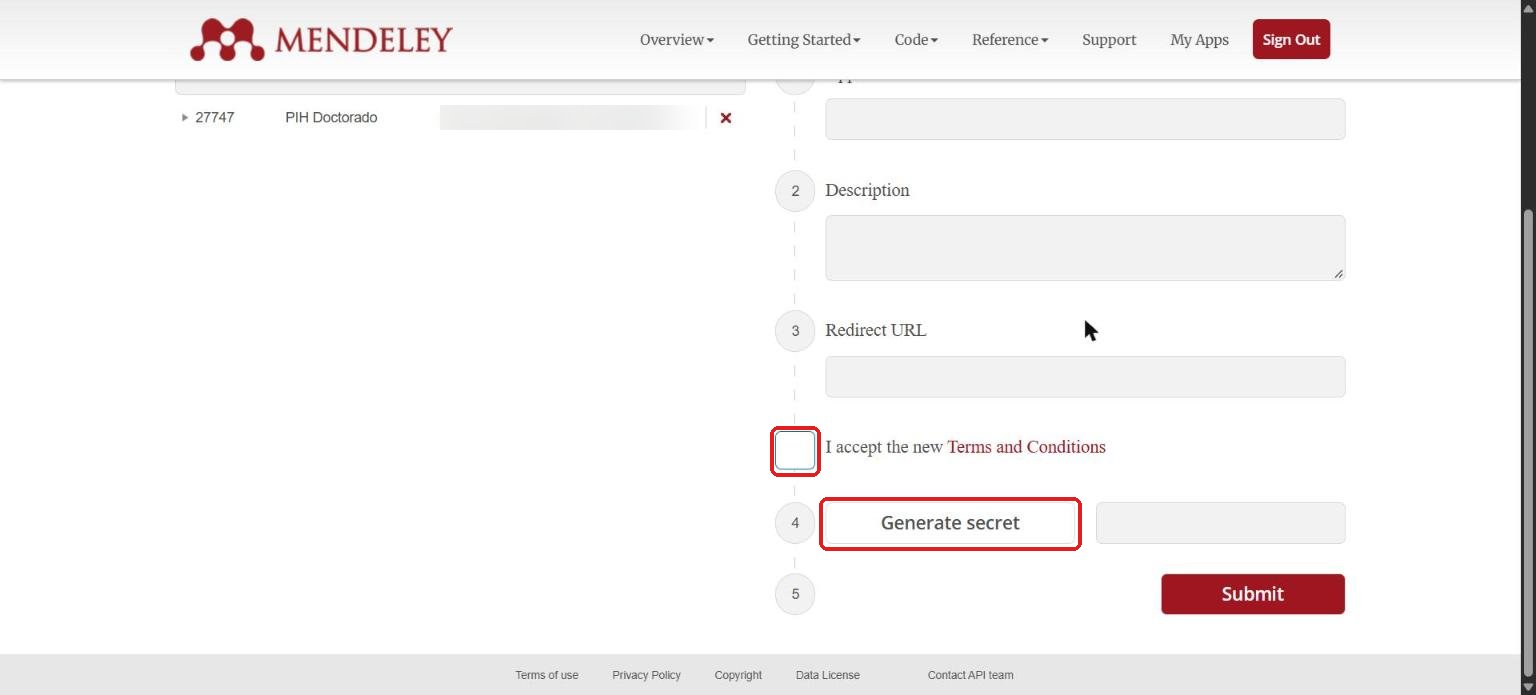 MENDELEY
Overview Getting Started Code Reference Support My Apps Sign Out
27747 PIH Doctorado
2 Description
3 Redirect URL
I accept the new Terms and Conditions
4 Generate secret
5 Submit
Terms of use Privacy Policy Copyright Data License Contact API team